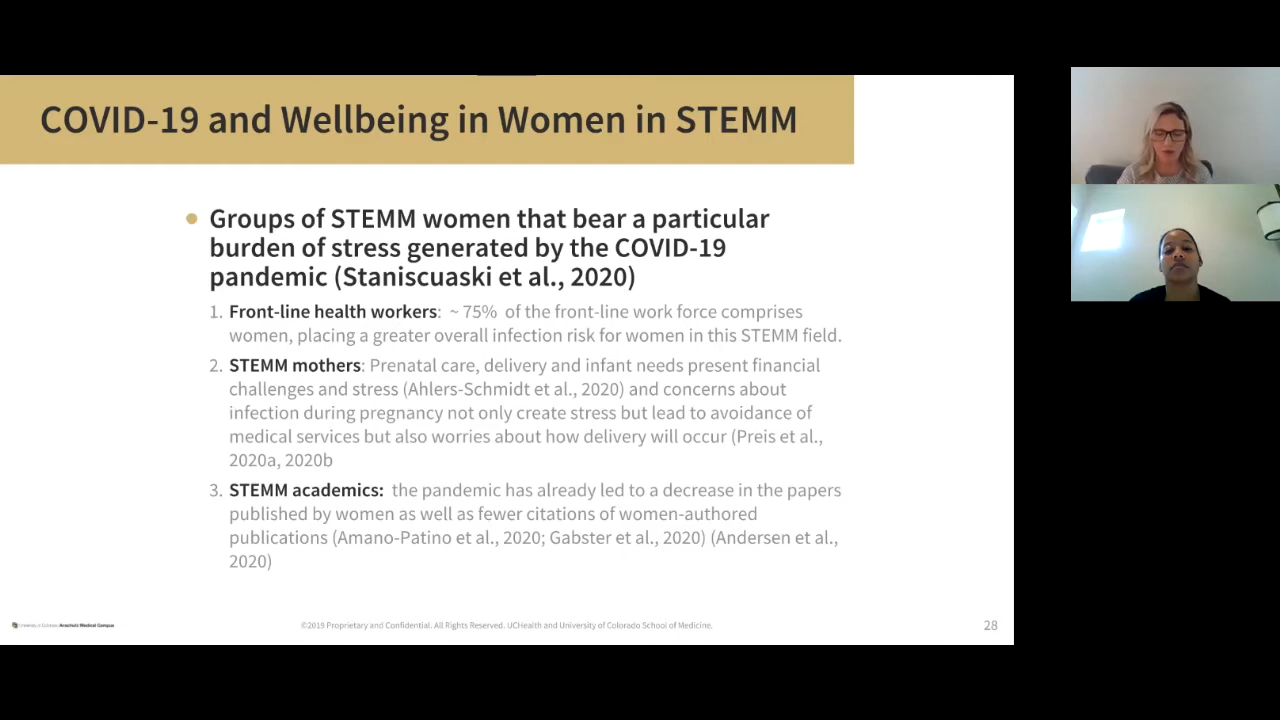 COVID-19 and Wellbeing in Women in STEMM
Groups of STEMM women that bear a particular
burden of stress generated by the COVID-19
pandemic (Staniscuaski et al., 2020)
1. Front-line health workers: ~ 75% of the front-line work force comprises
women, placing a greater overall infection risk for women in this STEMM field.
2. STEMM mothers: Prenatal care, delivery and infant needs present financial
challenges and stress (Ahlers-Schmidt et al., 2020) and concerns about
infection during pregnancy not only create stress but lead to avoidance of
medical services but also worries about how delivery will occur (Preis et al.,
2020a, 2020b
3. STEMM academics: the pandemic has already led to a decrease in the papers
published by women as well as fewer citations of women-authored
publications (Amano-Patino et al., 2020; Gabster et al., 2020) (Andersen et al.,
2020)
University of Colorado Anschutz Medical Campus
©2019 Proprietary and Confidential. All Rights Reserved. UCHealth and University of Colorado School of Medicine.
28